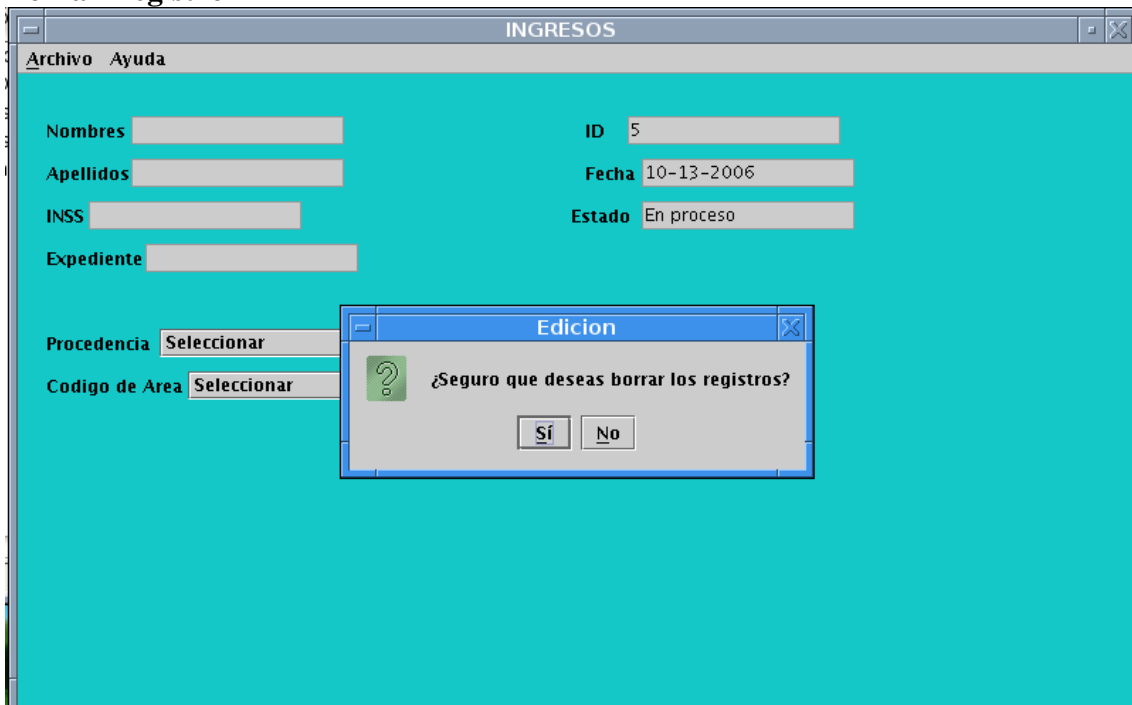 INGRESOS
Archivo Ayuda
Nombres
ID 5
Apellidos
Fecha 10-13-2006
INSS
Estado En proceso
Expediente
Procedencia Seleccionar
Codigo de Area Seleccionar
Edicion
¿Seguro que deseas borrar los registros?
Sí No